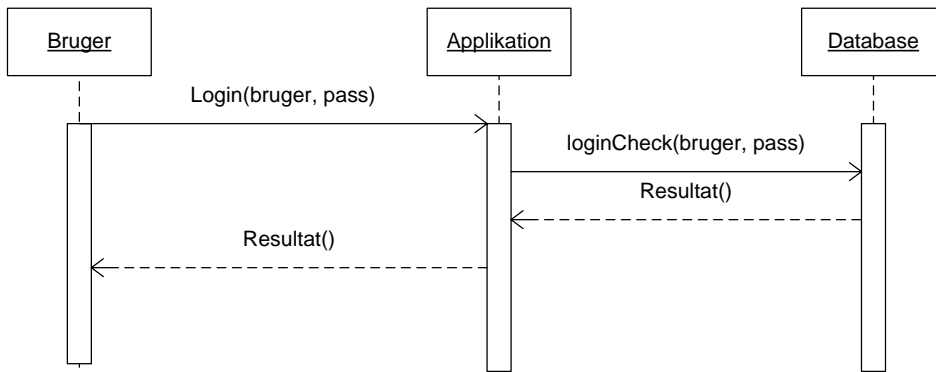 Bruger
Applikation
Database
Login(bruger, pass)
loginCheck(bruger, pass)
Resultat()
Resultat()